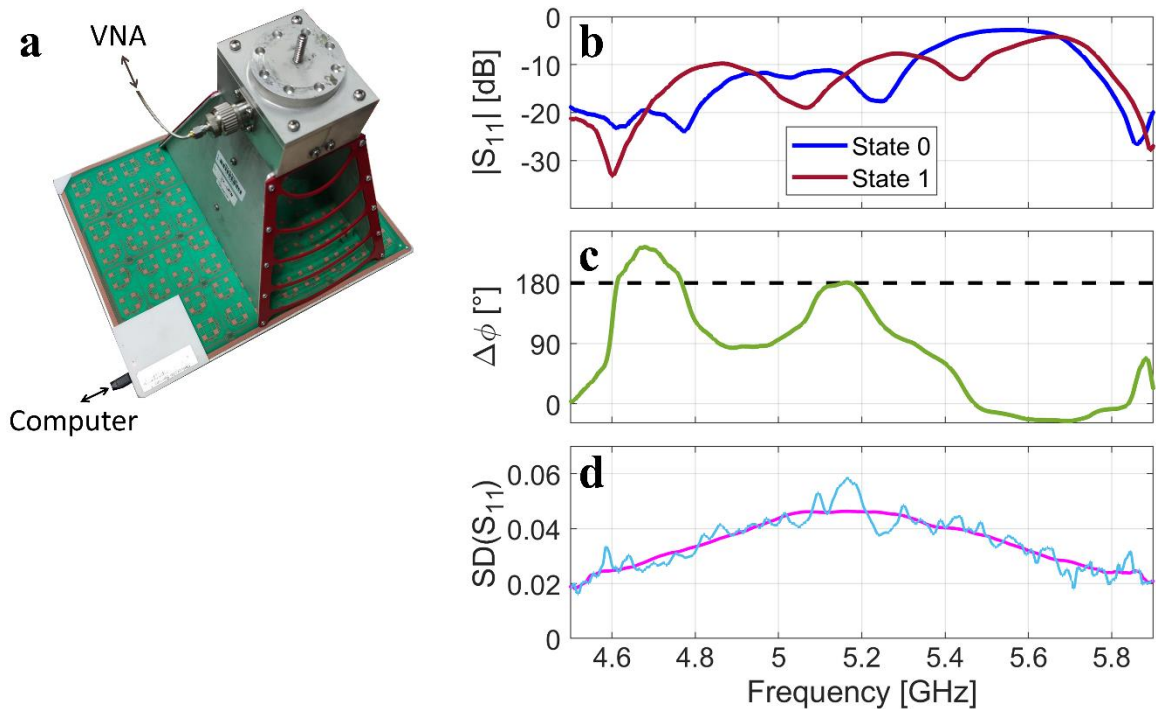 a
VNA
Computer
b
|S11| [dB]
0
-10
-20
-30
State 0
State 1
c
Δϕ [°]
180
90
0
d
SD(S11)
0.06
0.04
0.02
0
4.6 4.8 5 5.2 5.4 5.6 5.8
Frequency [GHz]